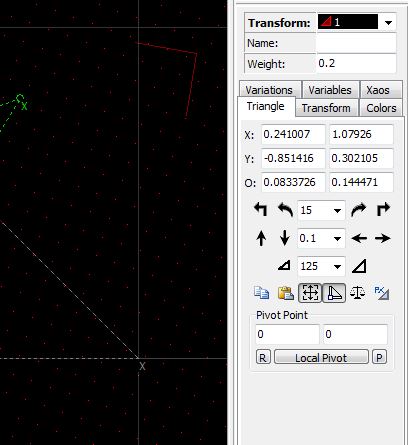 Transform: 1
Name:
Weight: 0.2
Variations Variables Xaos
Triangle Transform Colors
X: 0.241007 1.07926
Y: -0.851416 0.302105
O: 0.0833726 0.144471
15
0.1
125
Pivot Point
0 0
R Local Pivot P
X
X